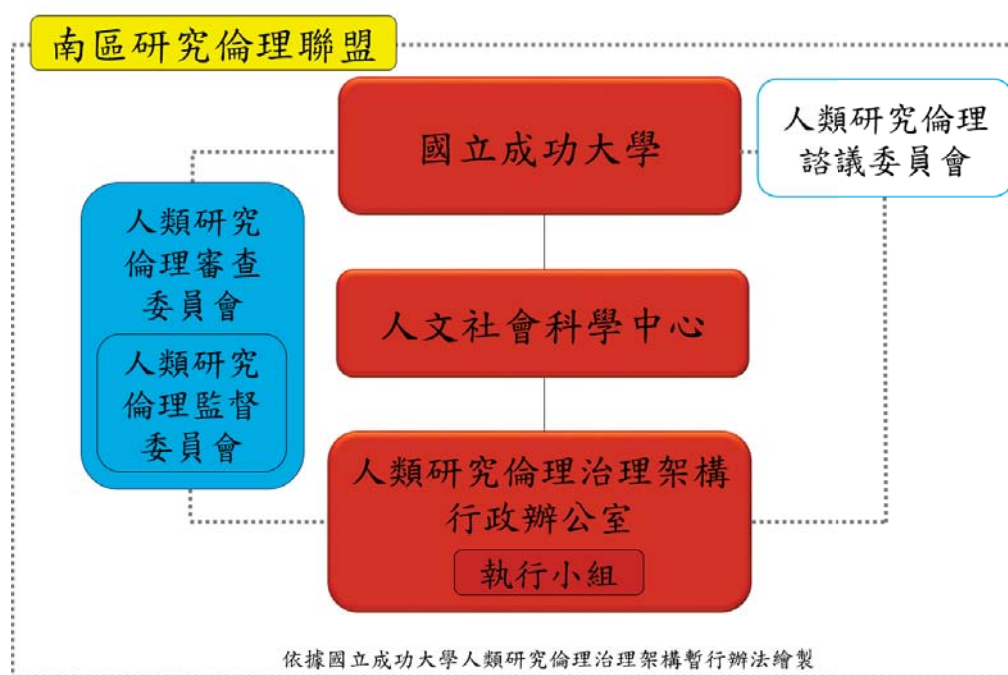 南區研究倫理聯盟
國立成功大學
人類研究倫理
諮議委員會
人類研究
倫理審查
委員會
人類研究
倫理監督
委員會
人文社會科學中心
人類研究倫理治理架構
行政辦公室
執行小組
依據國立成功大學人類研究倫理治理架構暫行辦法繪製